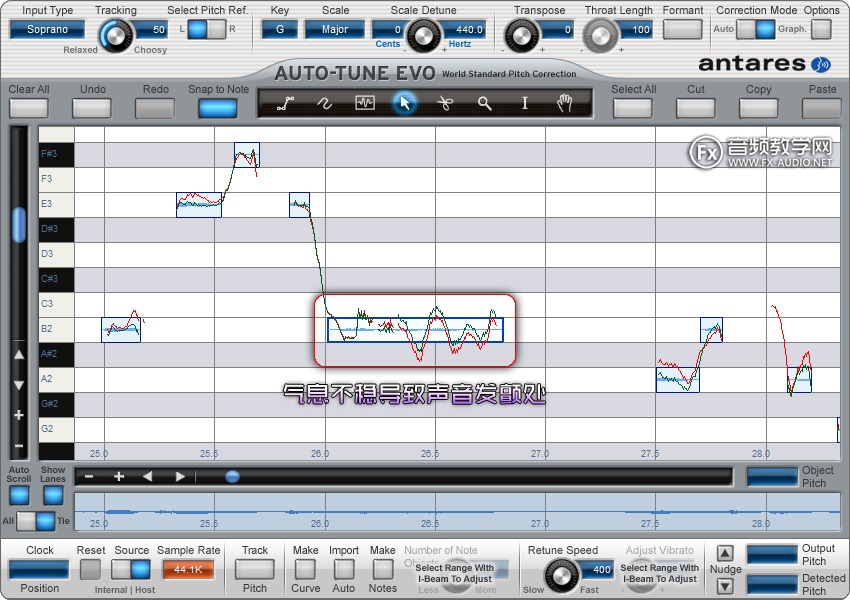 Input Type Tracking Select Pitch Ref. Key Scale Scale Detune Transpose Throat Length Formant Correction Mode Options
Soprano 50 L R G Major 0 440.0 0 100 Auto Graph.
Relaxed Choosy Cents - + Hertz - + - +
AUTO-TUNE EVO World Standard Pitch Correction
antares
Clear All Undo Redo Snap to Note Select All Cut Copy Paste
Fx 音频教学网
WWW.FX-AUDIO.NET
F#3
F3
E3
D#3
D3
C#3
C3
B2
A#2
A2
G#2
G2
气息不稳导致声音发颤处
25.0 25.5 26.0 26.5 27.0 27.5 28.0
Auto Scroll Show Lanes
Object Pitch
All Tie
25.0 25.5 26.0 26.5 27.0 27.5 28.0
Clock Reset Source Sample Rate Track Make Import Make Number of Note Objects Retune Speed Adjust Vibrato
44.1K
Select Range With I-Beam To Adjust
400
Select Range With I-Beam To Adjust
Nudge
Output Pitch
Detected Pitch
Position Internal | Host Pitch Curve Auto Notes Less More Slow Fast - +